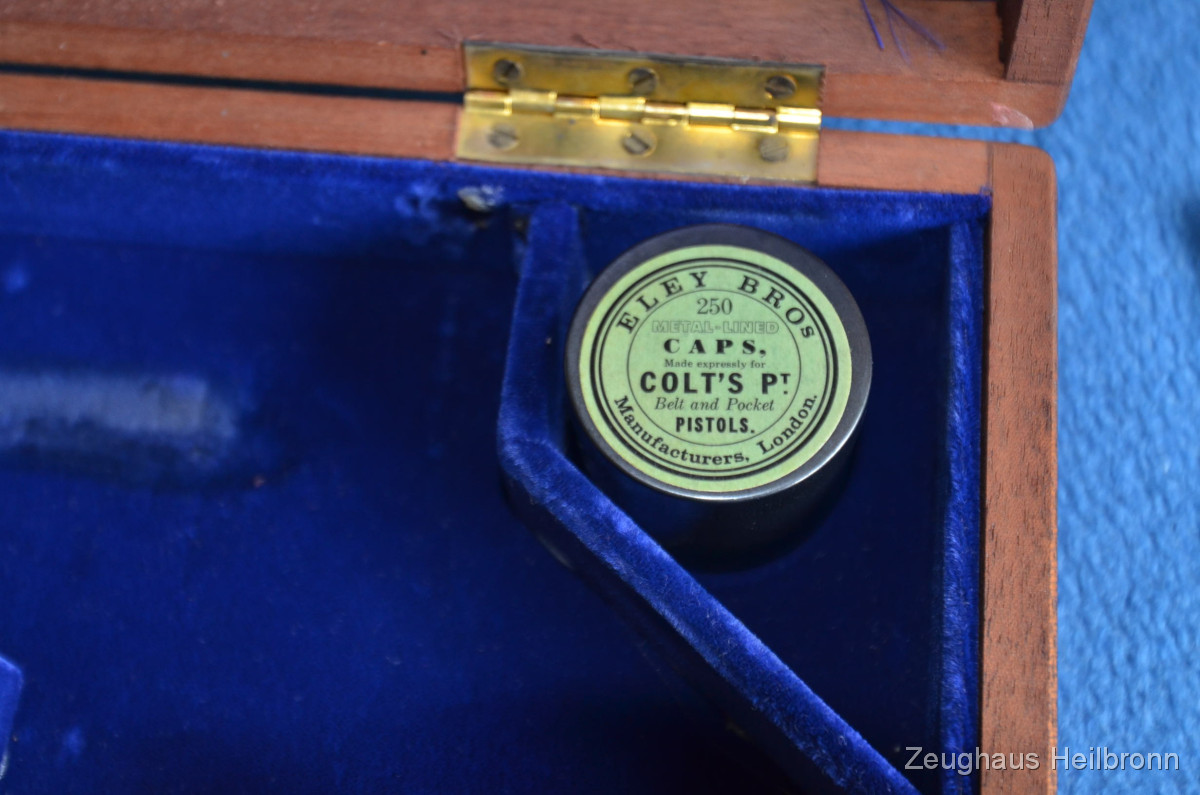 ELEY BROS
250
METAL-LINED
CAPS,
Made expressly for
COLT'S PT.
Belt and Pocket
PISTOLS.
Manufacturers, London.
Zeughaus Heilbronn